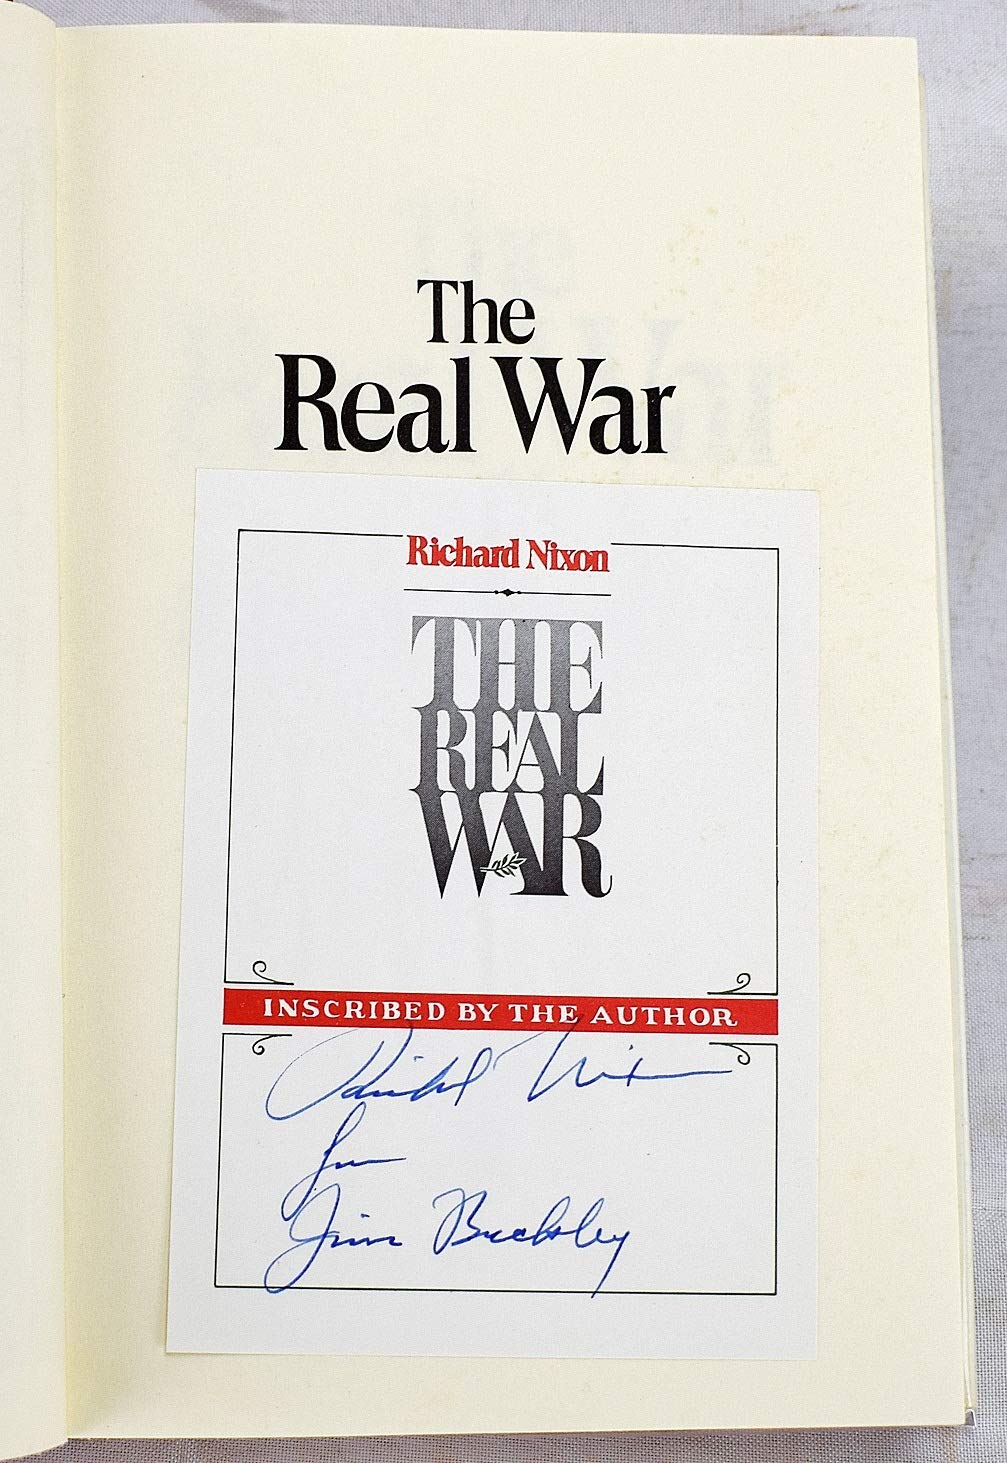 The
Real War
Richard Nixon
THE
REAL
WAR
INSCRIBED BY THE AUTHOR
Richard Nixon
for
Jim Buckley